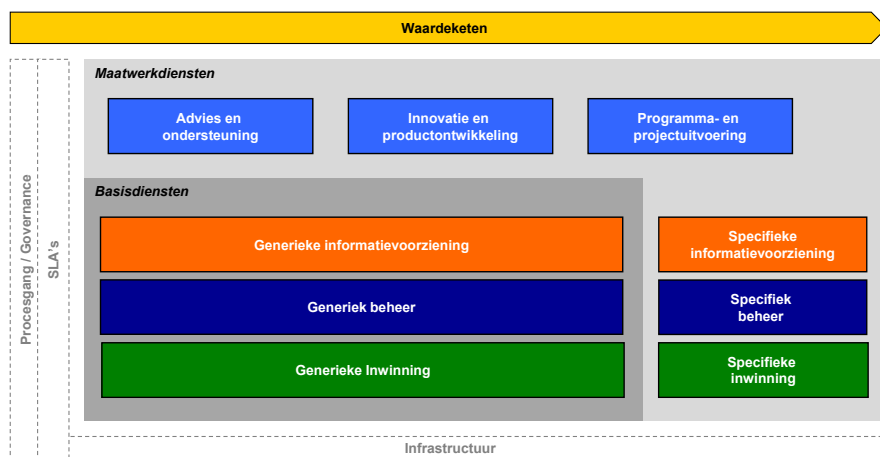 Waardeketen
Procesgang / Governance
SLA's
Maatwerkdiensten
Advies en
ondersteuning
Innovatie en
productontwikkeling
Programma- en
projectuitvoering
Basisdiensten
Generieke informatievoorziening
Specifieke
informatievoorziening
Generiek beheer
Specifiek
beheer
Generieke Inwinning
Specifieke
inwinning
Infrastructuur